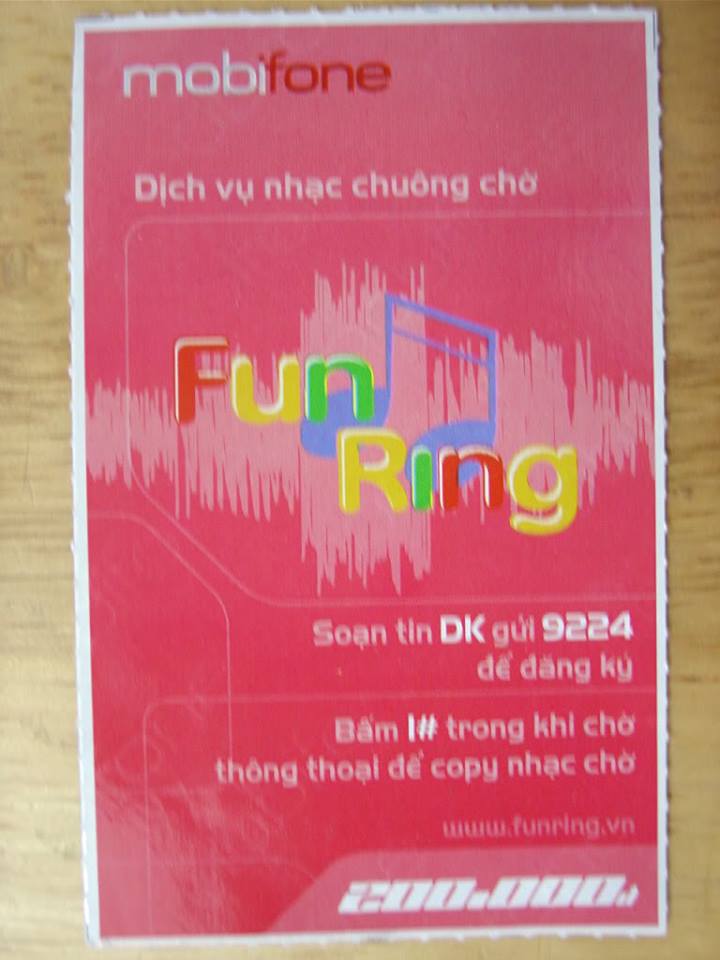 mobifone
Dịch vụ nhạc chuông chờ
Fun
Ring
Soạn tin DK gửi 9224
để đăng ký
Bấm 1# trong khi chờ
thông thoại để copy nhạc chờ
www.funring.vn
200.000đ